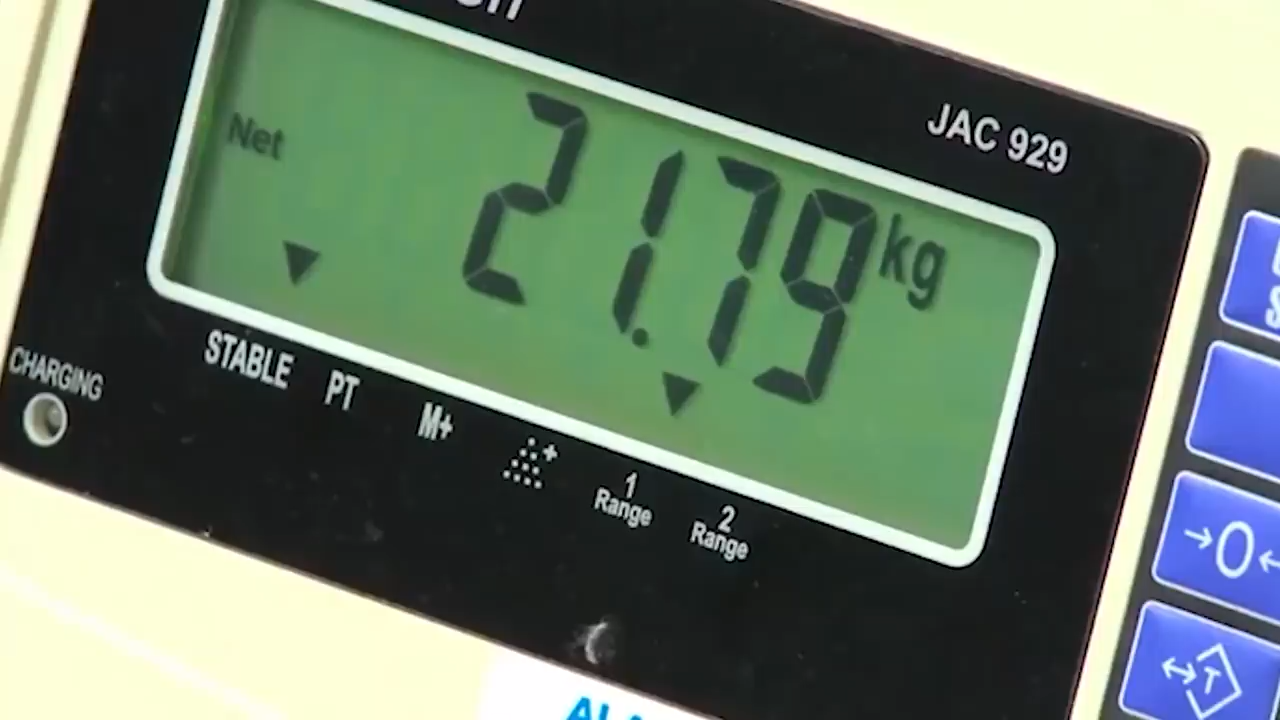 JAC 929
Net
21.79 kg
STABLE
PT
M+
1
Range
2
Range
CHARGING
→0←
T